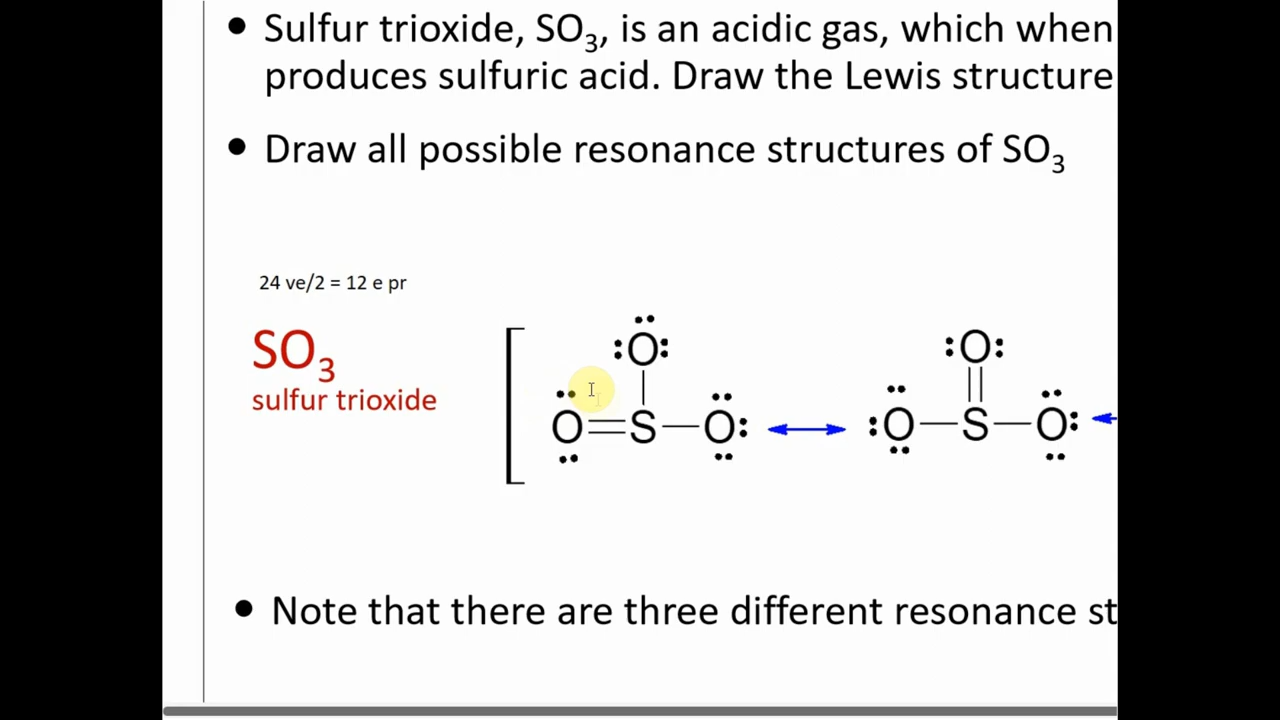 • Sulfur trioxide, SO₃, is an acidic gas, which when
produces sulfuric acid. Draw the Lewis structure
• Draw all possible resonance structures of SO₃
24 ve/2 = 12 e pr
SO₃
sulfur trioxide
O O
O S O O S O
• Note that there are three different resonance st